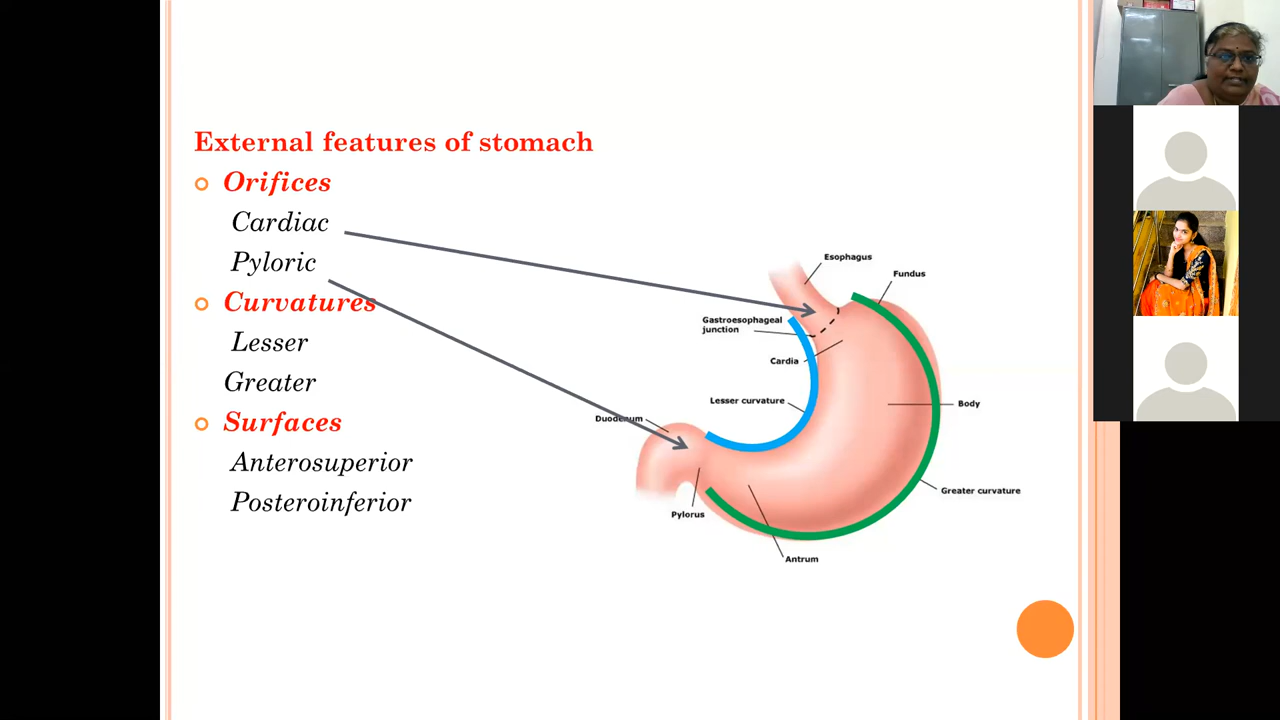 External features of stomach
Orifices
Cardiac
Pyloric
Curvatures
Lesser
Greater
Surfaces
Anterosuperior
Posteroinferior
Esophagus
Fundus
Gastroesophageal
junction
Cardia
Lesser curvature
Body
Duodenum
Greater curvature
Pylorus
Antrum